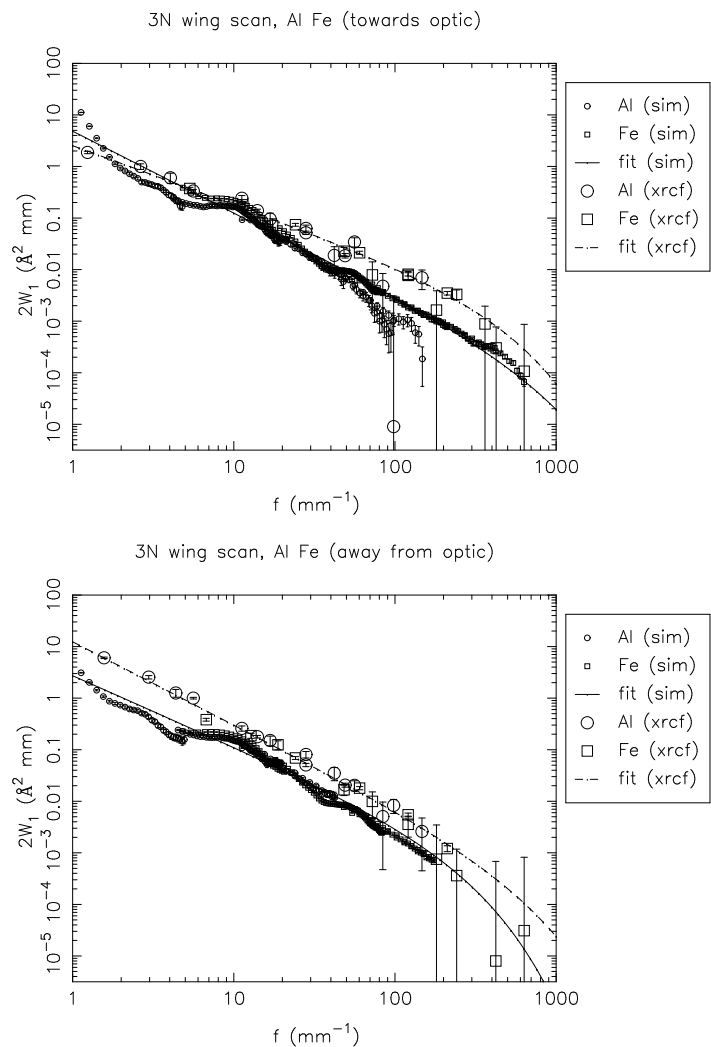 3N wing scan, Al Fe (towards optic)
100
10
1
0.1
0.01
10⁻³
10⁻⁴
10⁻⁵
2W₁ (Å² mm)
1 10 100 1000
f (mm⁻¹)
Al (sim)
Fe (sim)
fit (sim)
Al (xrcf)
Fe (xrcf)
fit (xrcf)
3N wing scan, Al Fe (away from optic)
100
10
1
0.1
0.01
10⁻³
10⁻⁴
10⁻⁵
2W₁ (Å² mm)
1 10 100 1000
f (mm⁻¹)
Al (sim)
Fe (sim)
fit (sim)
Al (xrcf)
Fe (xrcf)
fit (xrcf)